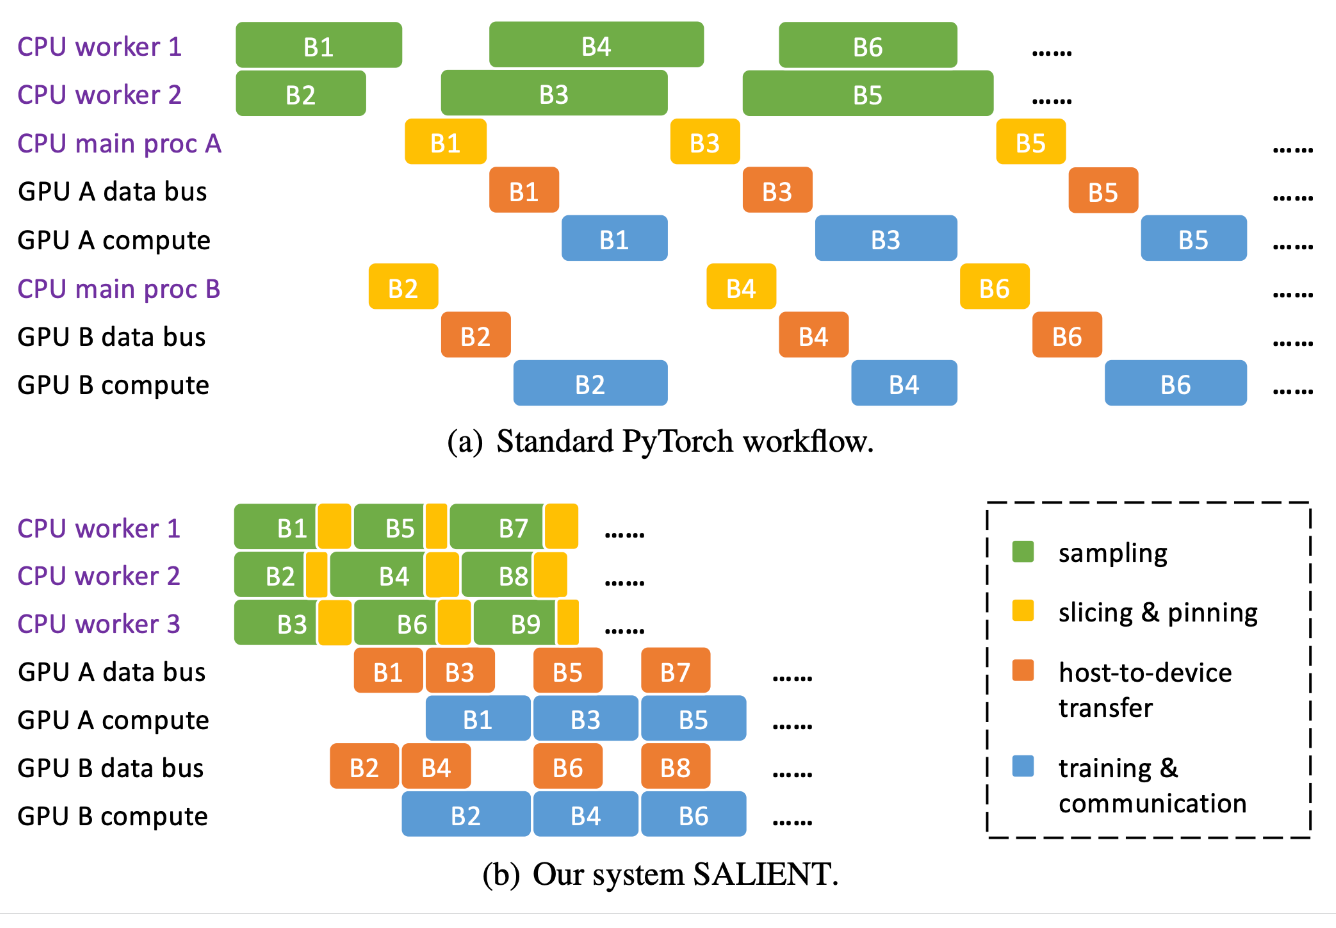 CPU worker 1 B1 B4 B6 ......
CPU worker 2 B2 B3 B5 ......
CPU main proc A B1 B3 B5 ......
GPU A data bus B1 B3 B5 ......
GPU A compute B1 B3 B5 ......
CPU main proc B B2 B4 B6 ......
GPU B data bus B2 B4 B6 ......
GPU B compute B2 B4 B6 ......
(a) Standard PyTorch workflow.
CPU worker 1 B1 B5 B7 ......
CPU worker 2 B2 B4 B8 ......
CPU worker 3 B3 B6 B9 ......
GPU A data bus B1 B3 B5 B7 ......
GPU A compute B1 B3 B5 ......
GPU B data bus B2 B4 B6 B8 ......
GPU B compute B2 B4 B6 ......
sampling
slicing & pinning
host-to-device
transfer
training &
communication
(b) Our system SALIENT.